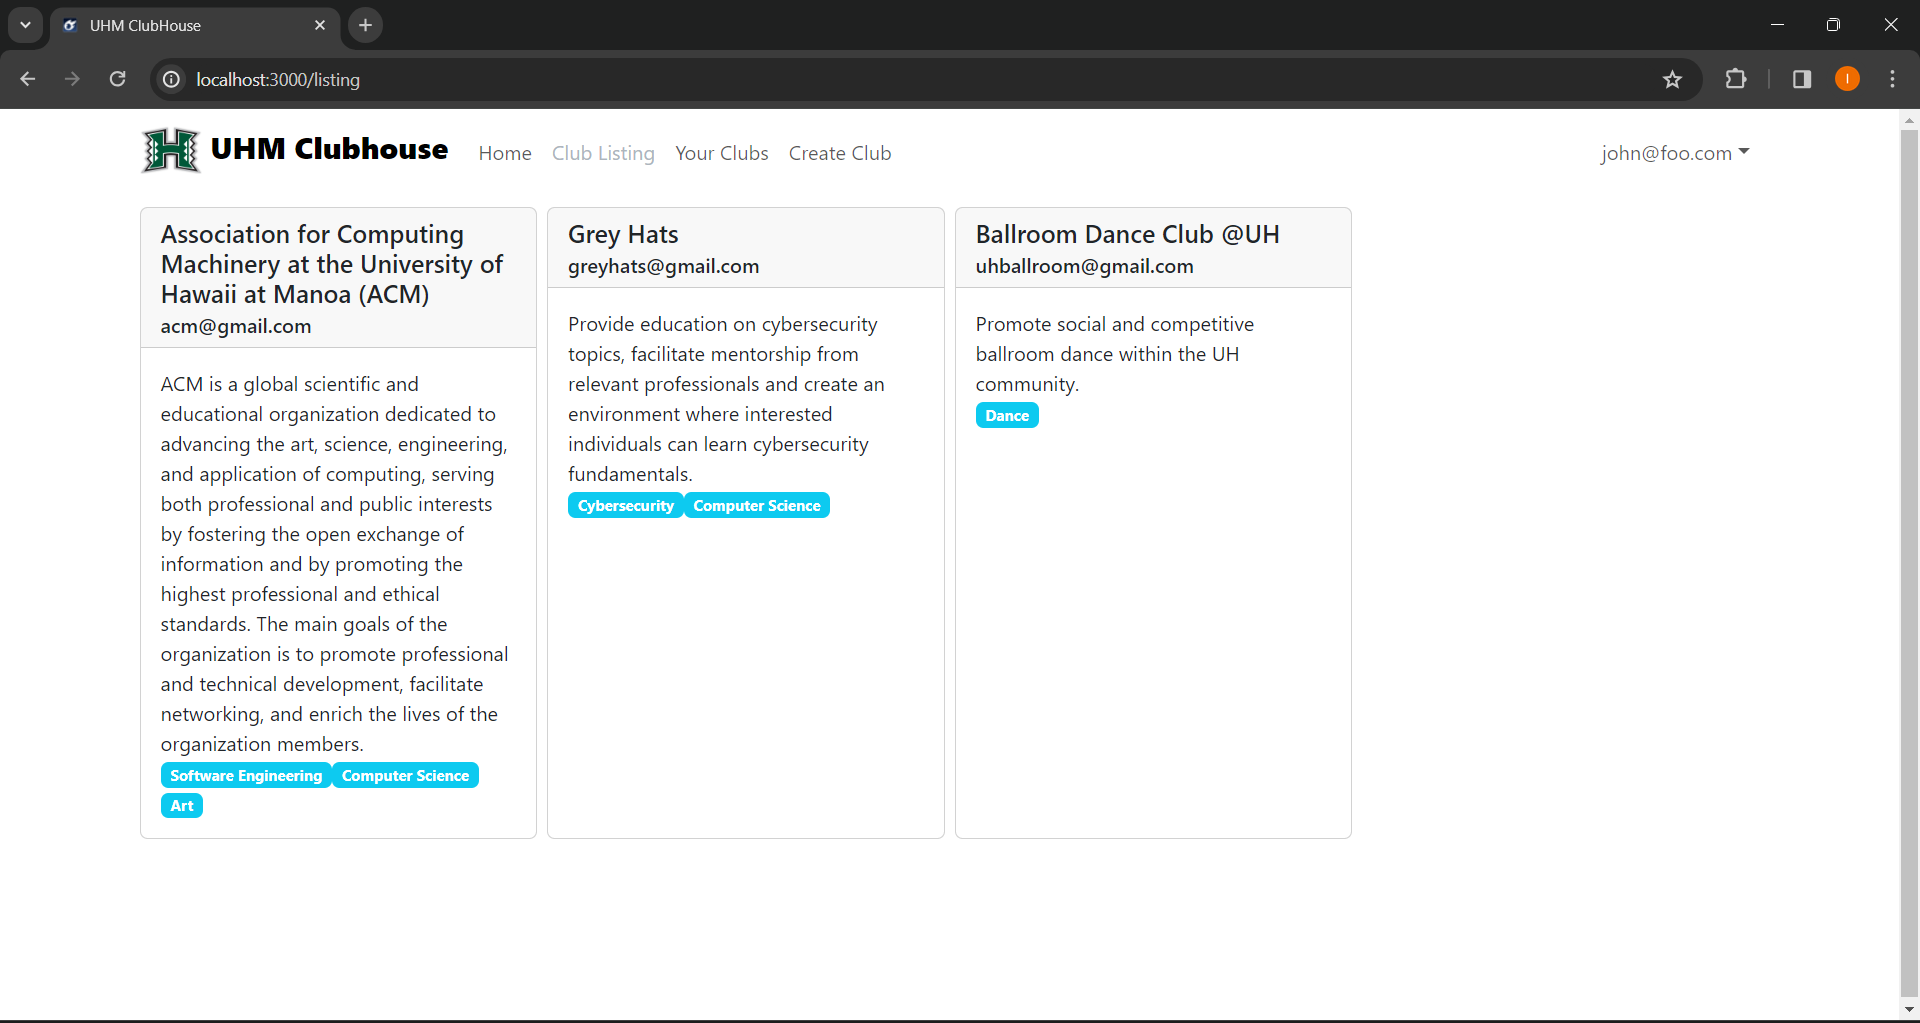 UHM ClubHouse
localhost:3000/listing
I
H
UHM Clubhouse Home Club Listing Your Clubs Create Club john@foo.com
Association for Computing
Machinery at the University of
Hawaii at Manoa (ACM)
acm@gmail.com
ACM is a global scientific and
educational organization dedicated to
advancing the art, science, engineering,
and application of computing, serving
both professional and public interests
by fostering the open exchange of
information and by promoting the
highest professional and ethical
standards. The main goals of the
organization is to promote professional
and technical development, facilitate
networking, and enrich the lives of the
organization members.
Software Engineering Computer Science
Art
Grey Hats
greyhats@gmail.com
Provide education on cybersecurity
topics, facilitate mentorship from
relevant professionals and create an
environment where interested
individuals can learn cybersecurity
fundamentals.
Cybersecurity Computer Science
Ballroom Dance Club @UH
uhballroom@gmail.com
Promote social and competitive
ballroom dance within the UH
community.
Dance